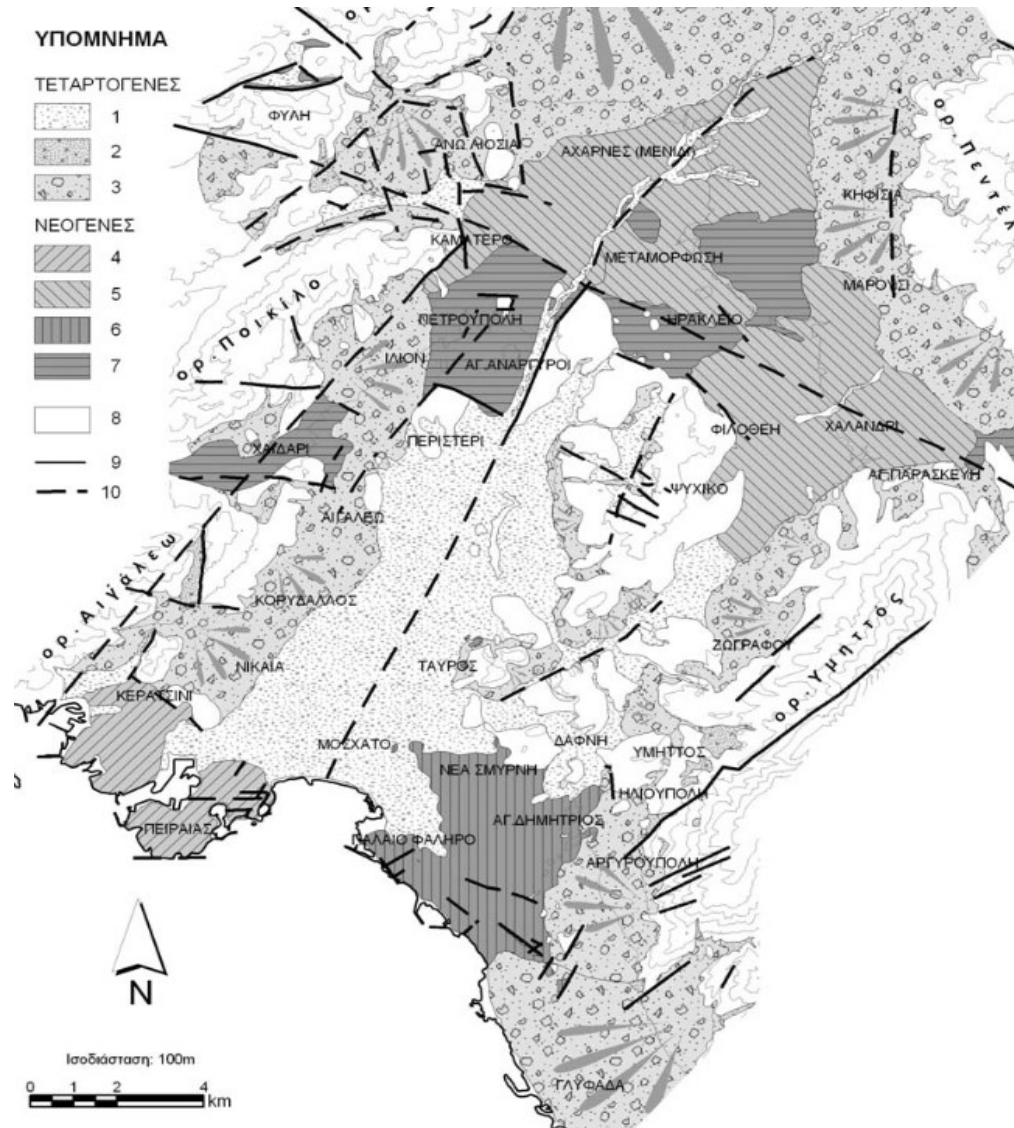 ΥΠΟΜΝΗΜΑ
ΤΕΤΑΡΤΟΓΕΝΕΣ
1
2
3
ΝΕΟΓΕΝΕΣ
4
5
6
7
8
9
10
ΦΥΛΗ
ΑΝΩ ΛΙΟΣΙΑ
ΑΧΑΡΝΕΣ (ΜΕΝΙΔΙ)
ορ. Πεντέλ
ΚΗΦΙΣΙΑ
ΚΑΜΑΤΕΡΟ
ΜΕΤΑΜΟΡΦΩΣΗ
ΜΑΡΟΥΣΙ
ορ. Ποικίλο
ΠΕΤΡΟΥΠΟΛΗ
ΗΡΑΚΛΕΙΟ
ΙΛΙΟΝ
ΑΓ.ΑΝΑΡΓΥΡΟΙ
ΠΕΡΙΣΤΕΡΙ
ΦΙΛΟΘΕΗ
ΧΑΛΑΝΔΡΙ
ΧΑΪΔΑΡΙ
ΑΓ.ΠΑΡΑΣΚΕΥΗ
ΨΥΧΙΚΟ
ΑΙΓΑΛΕΩ
ορ. Αιγάλεω
ΚΟΡΥΔΑΛΛΟΣ
ΖΩΓΡΑΦΟΥ
ορ. Υμηττός
ΝΙΚΑΙΑ
ΤΑΥΡΟΣ
ΚΕΡΑΤΣΙΝΙ
ΜΟΣΧΑΤΟ
ΔΑΦΝΗ
ΥΜΗΤΤΟΣ
ΝΕΑ ΣΜΥΡΝΗ
ΗΛΙΟΥΠΟΛΗ
ΑΓ.ΔΗΜΗΤΡΙΟΣ
ΠΕΙΡΑΙΑΣ
ΠΑΛΑΙΟ ΦΑΛΗΡΟ
ΑΡΓΥΡΟΥΠΟΛΗ
N
Ισοδιάσταση: 100m
0 1 2 4
km
ΓΛΥΦΑΔΑ